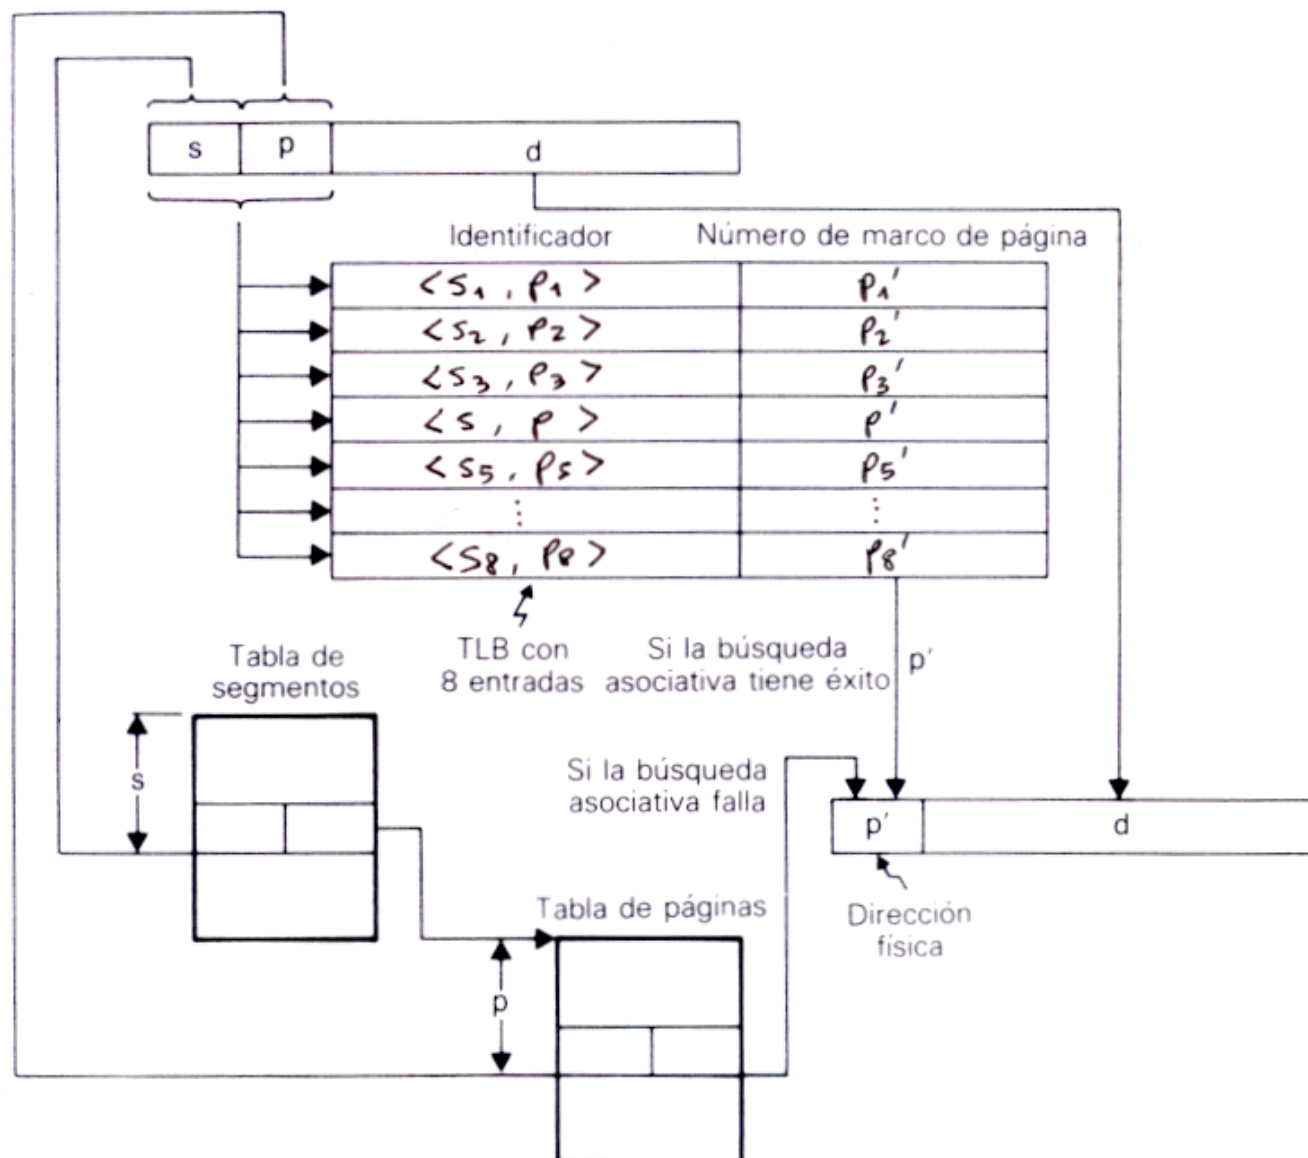 s p d
Identificador Número de marco de página
<s₁, p₁> p₁'
<s₂, p₂> p₂'
<s₃, p₃> p₃'
<s, p> p'
<s₅, p₅> p₅'
⋮ ⋮
<s₈, p₈> p₈'
TLB con
8 entradas
Si la búsqueda
asociativa tiene éxito
p'
Tabla de
segmentos
s
Si la búsqueda
asociativa falla
p' d
Dirección
física
Tabla de páginas
p